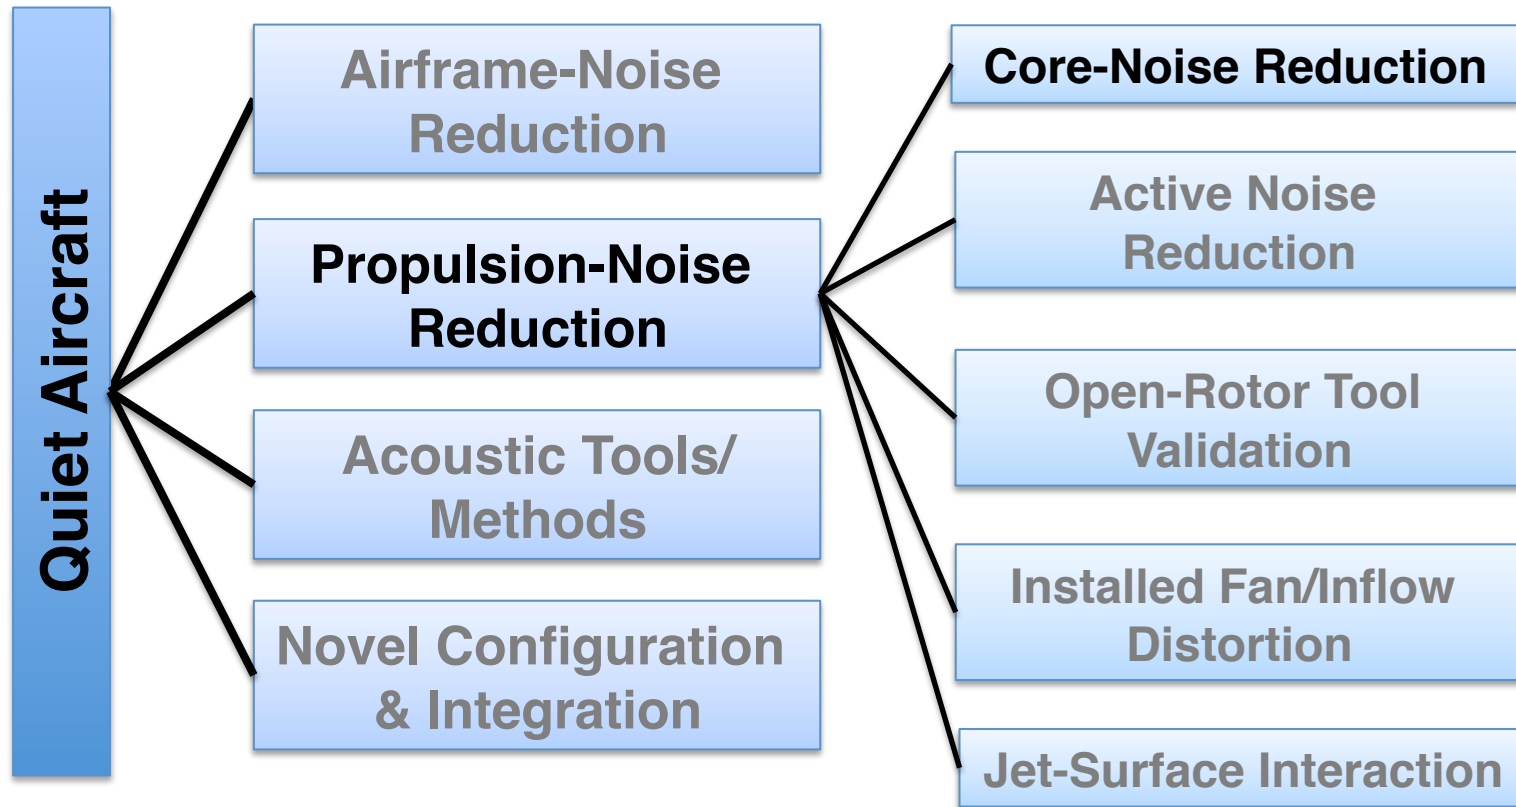 Quiet Aircraft
Airframe-Noise
Reduction
Propulsion-Noise
Reduction
Acoustic Tools/
Methods
Novel Configuration
& Integration
Core-Noise Reduction
Active Noise
Reduction
Open-Rotor Tool
Validation
Installed Fan/Inflow
Distortion
Jet-Surface Interaction